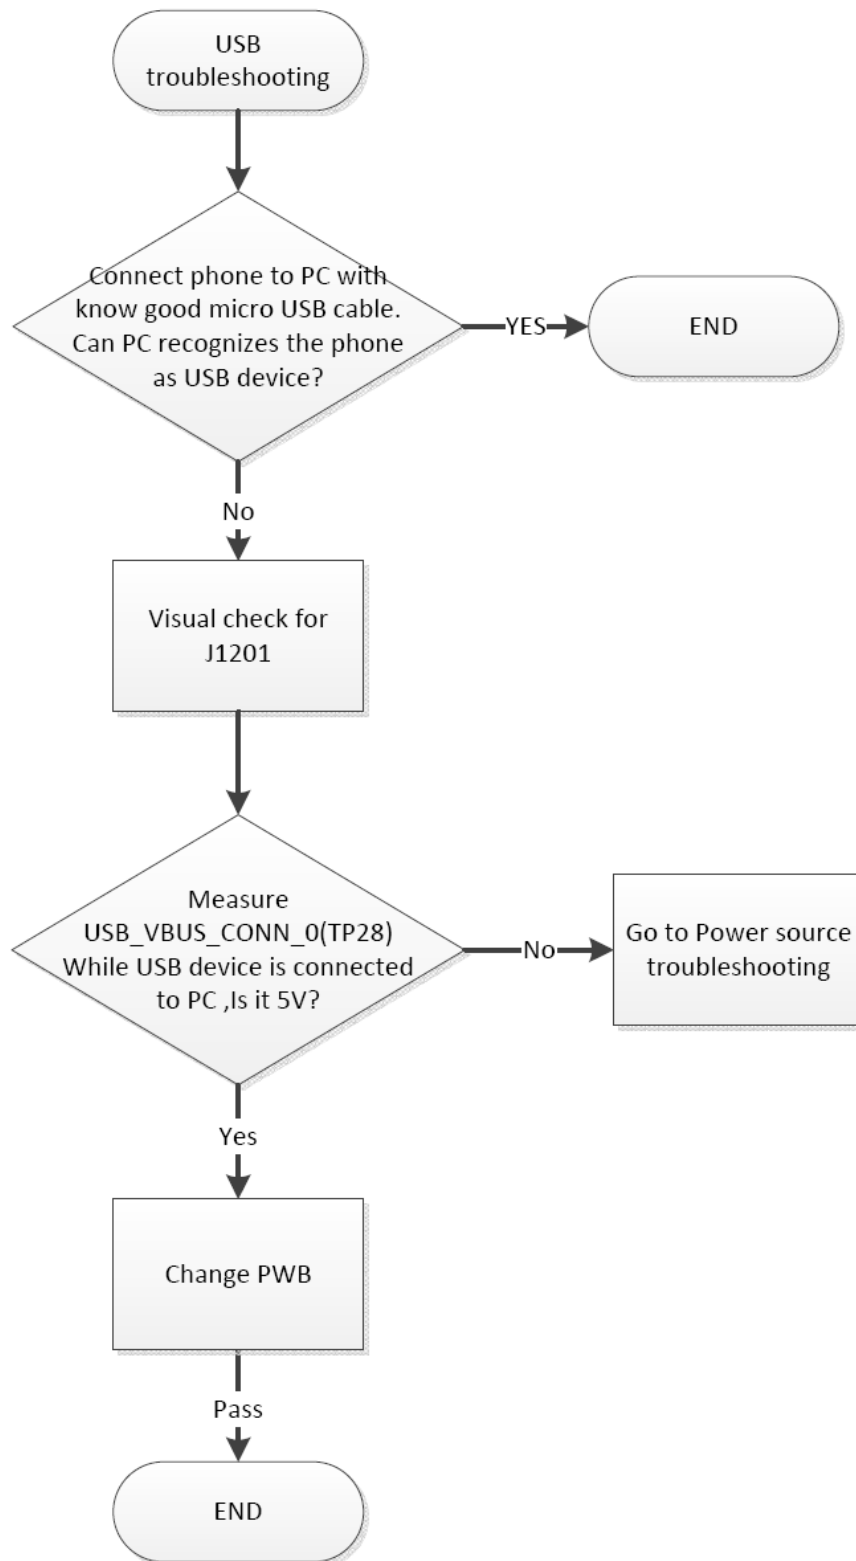 USB
troubleshooting
Connect phone to PC with
know good micro USB cable.
Can PC recognizes the phone
as USB device?
YES
END
No
Visual check for
J1201
Measure
USB_VBUS_CONN_0(TP28)
While USB device is connected
to PC ,Is it 5V?
No
Go to Power source
troubleshooting
Yes
Change PWB
Pass
END